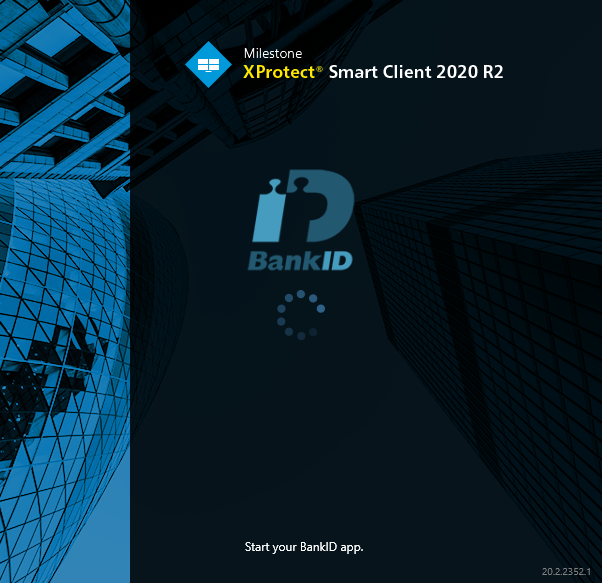 Milestone
XProtect® Smart Client 2020 R2
BankID
Start your BankID app.
20.2.2352.1